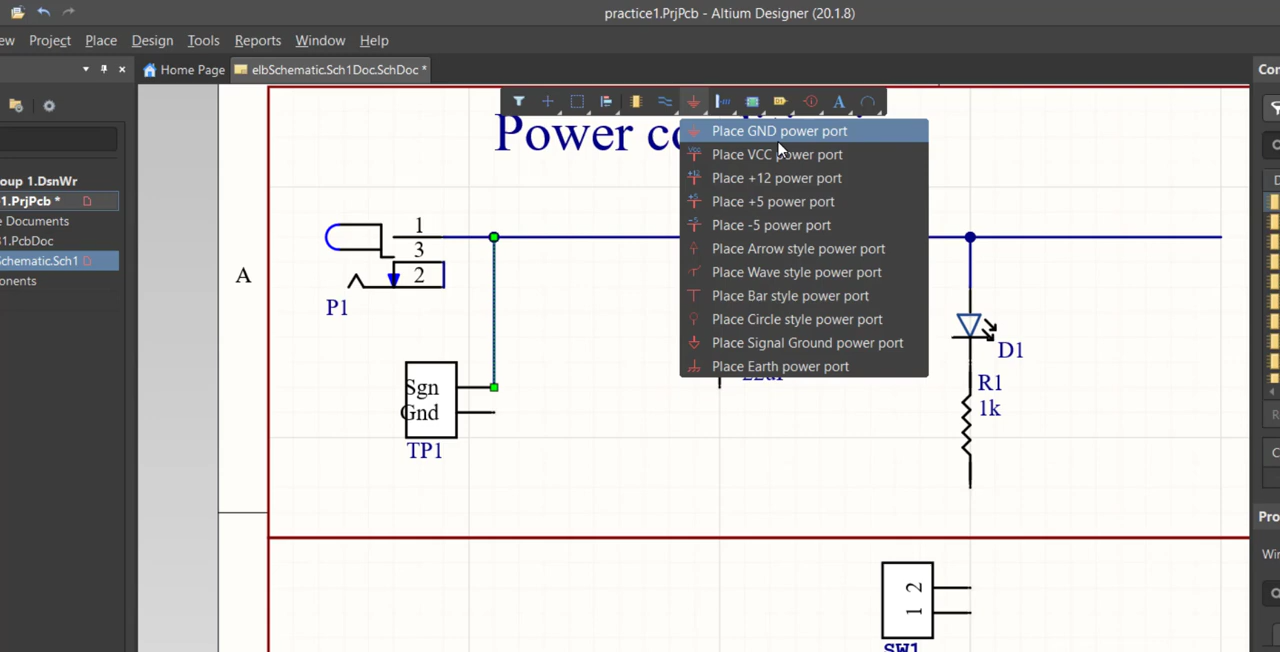 practice1.PrjPcb - Altium Designer (20.1.8)
ew Project Place Design Tools Reports Window Help
Home Page elbSchematic.Sch1Doc.SchDoc *
Con
Power co
Place GND power port
Place VCC power port
Place +12 power port
Place +5 power port
Place -5 power port
Place Arrow style power port
Place Wave style power port
Place Bar style power port
Place Circle style power port
Place Signal Ground power port
Place Earth power port
oup 1.DsnWr
1.PrjPcb *
e Documents
1.PcbDoc
chematic.Sch1
onents
A
1
3
2
P1
Sgn
Gnd
TP1
D1
R1
1k
Pro
Wir
2
1
SW1